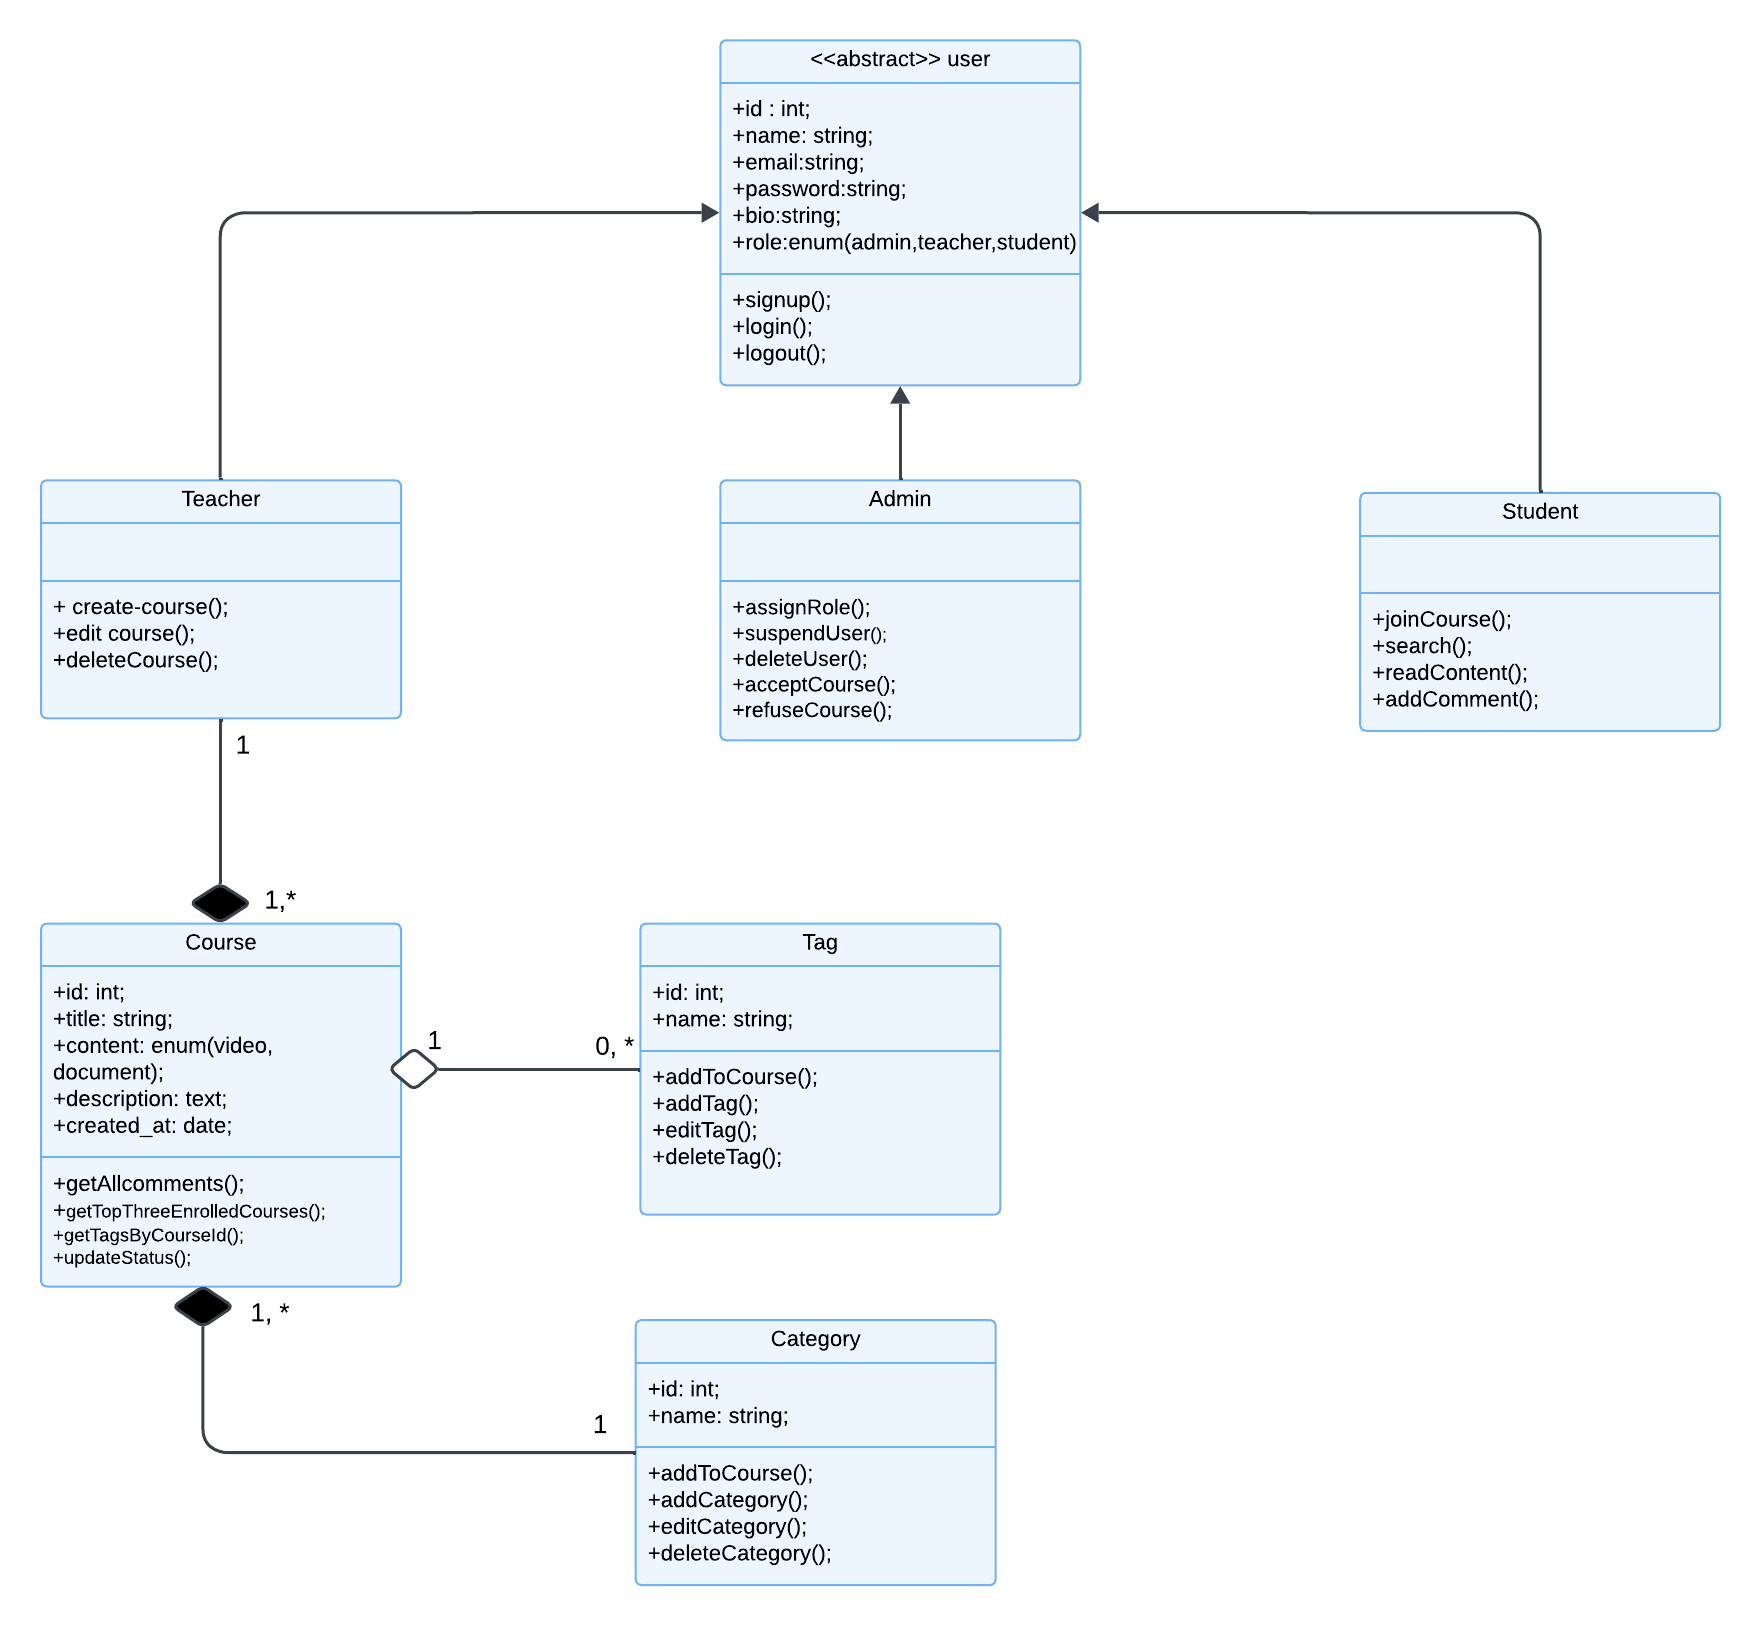 <<abstract>> user
+id : int;
+name: string;
+email:string;
+password:string;
+bio:string;
+role:enum(admin,teacher,student)
+signup();
+login();
+logout();
Teacher
+ create-course();
+edit course();
+deleteCourse();
Admin
+assignRole();
+suspendUser();
+deleteUser();
+acceptCourse();
+refuseCourse();
Student
+joinCourse();
+search();
+readContent();
+addComment();
1
1,*
Course
+id: int;
+title: string;
+content: enum(video,
document);
+description: text;
+created_at: date;
+getAllcomments();
+getTopThreeEnrolledCourses();
+getTagsByCourseId();
+updateStatus();
1
0, *
Tag
+id: int;
+name: string;
+addToCourse();
+addTag();
+editTag();
+deleteTag();
1, *
1
Category
+id: int;
+name: string;
+addToCourse();
+addCategory();
+editCategory();
+deleteCategory();